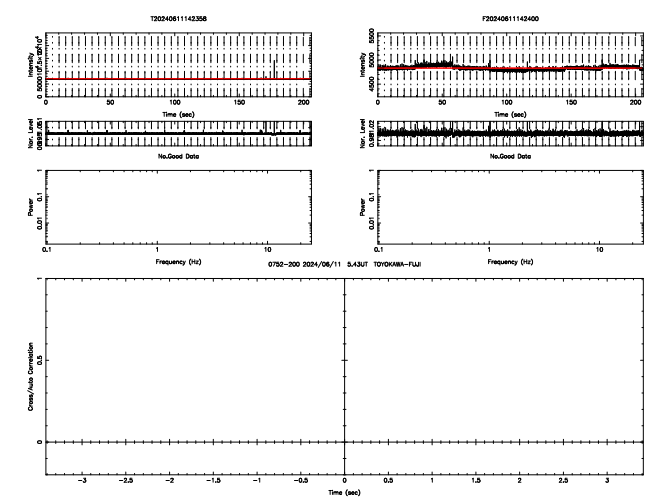 T20240611142356
F20240611142400
Intensity
Intensity
5500
5000
4500
0 50 100 150 200
0 50 100 150 200
Time (sec)
Time (sec)
Nor. Level
Nor. Level
No.Good Data
No.Good Data
Power
Power
1
0.1
0.01
1
0.1
0.01
0.1 1 10
0.1 1 10
Frequency (Hz)
Frequency (Hz)
0752-200 2024/06/11 5.43UT TOYOKAWA-FUJI
Cross/Auto Correlation
1
0.5
0
-3 -2.5 -2 -1.5 -1 -0.5 0 0.5 1 1.5 2 2.5 3
Time (sec)